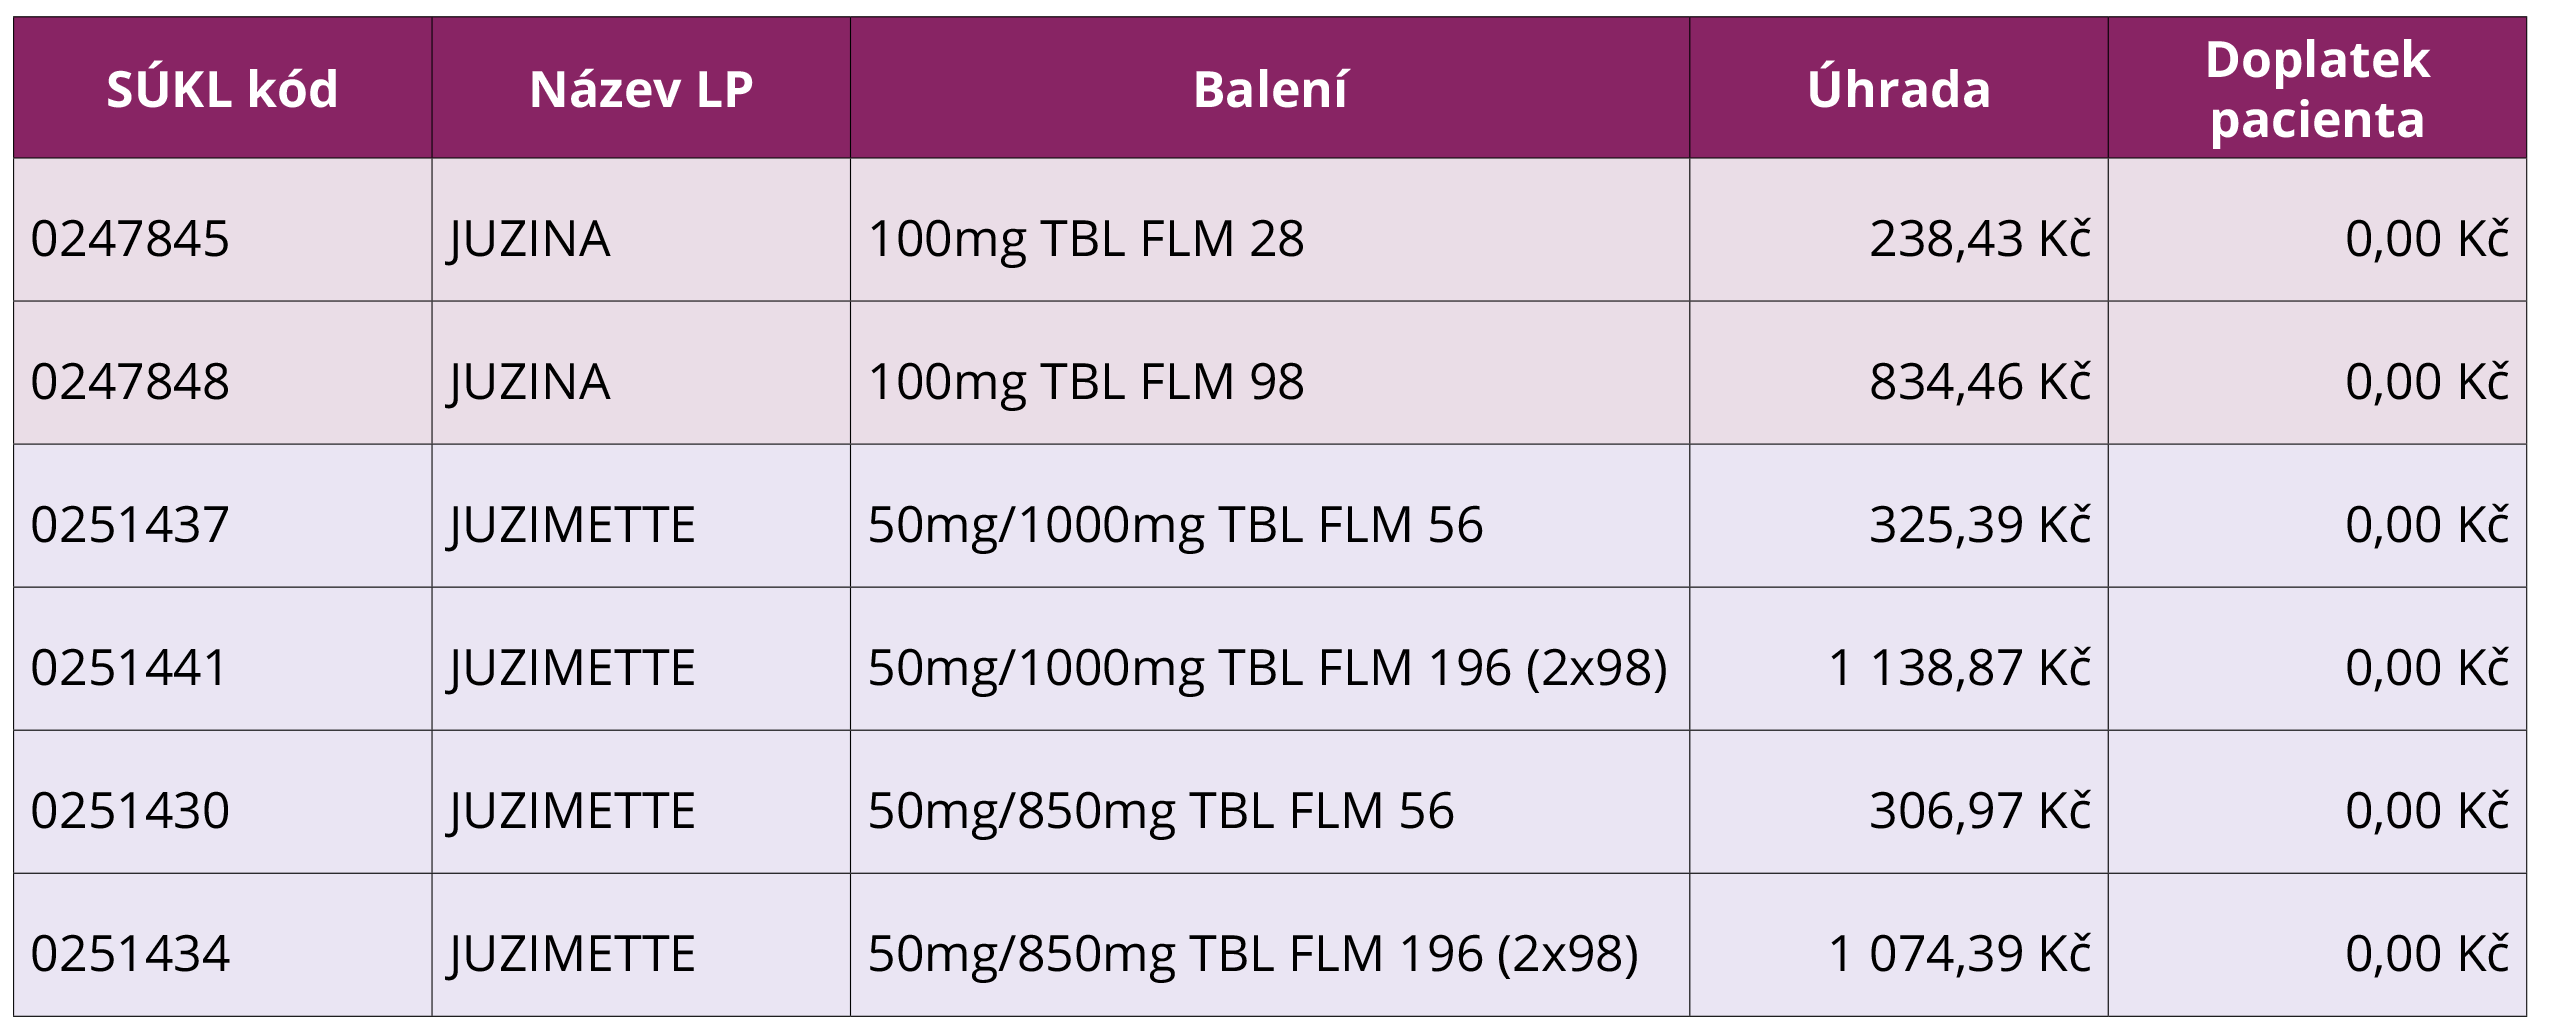 SÚKL kód Název LP Balení Úhrada Doplatek pacienta
0247845 JUZINA 100mg TBL FLM 28 238,43 Kč 0,00 Kč
0247848 JUZINA 100mg TBL FLM 98 834,46 Kč 0,00 Kč
0251437 JUZIMETTE 50mg/1000mg TBL FLM 56 325,39 Kč 0,00 Kč
0251441 JUZIMETTE 50mg/1000mg TBL FLM 196 (2x98) 1 138,87 Kč 0,00 Kč
0251430 JUZIMETTE 50mg/850mg TBL FLM 56 306,97 Kč 0,00 Kč
0251434 JUZIMETTE 50mg/850mg TBL FLM 196 (2x98) 1 074,39 Kč 0,00 Kč